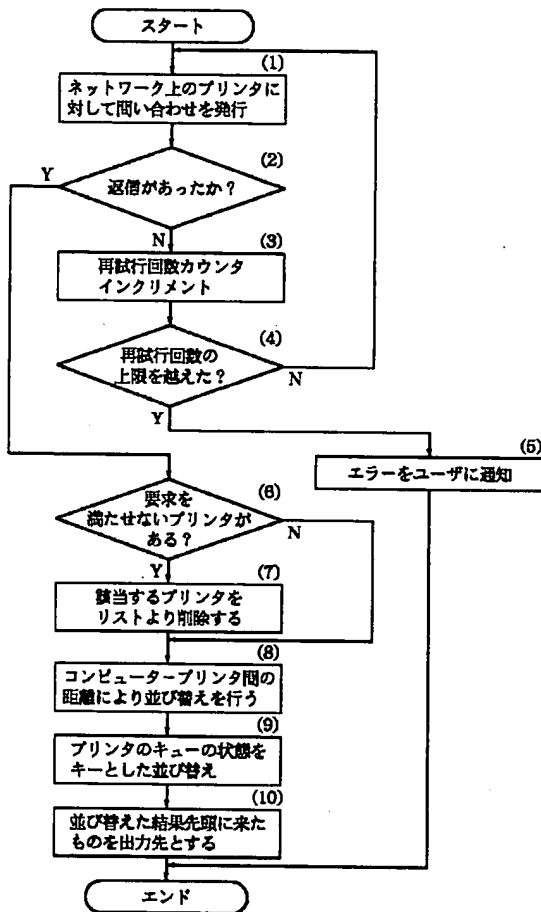 スタート
(1)
ネットワーク上のプリンタに
対して問い合わせを発行
(2)
Y
返信があったか?
N
(3)
再試行回数カウンタ
インクリメント
(4)
再試行回数の
上限を越えた?
N
Y
(5)
エラーをユーザに通知
(6)
要求を
満たせないプリンタが
ある?
N
Y
(7)
該当するプリンタを
リストより削除する
(8)
コンピューター プリンタ間の
距離により並び替えを行う
(9)
プリンタのキューの状態を
キーとした並び替え
(10)
並び替えた結果先頭に来た
ものを出力先とする
エンド